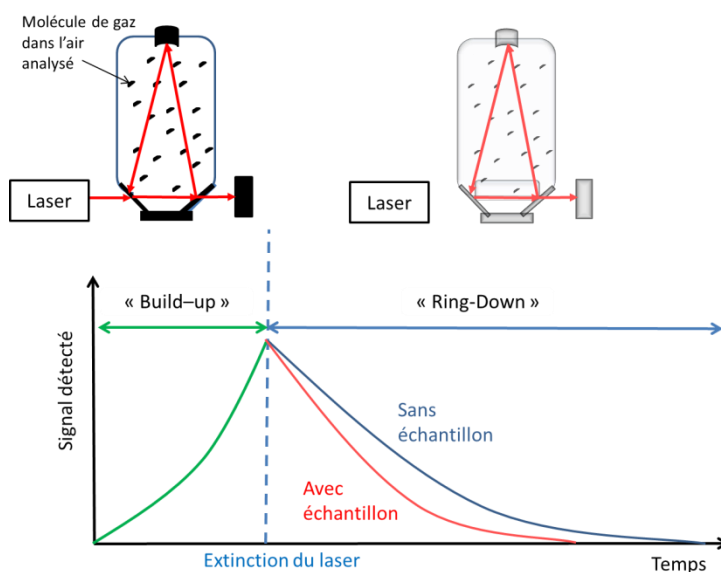 Molécule de gaz
dans l'air
analysé
Laser
Laser
« Build–up »
« Ring-Down »
Signal détecté
Sans
échantillon
Avec
échantillon
Extinction du laser
Temps